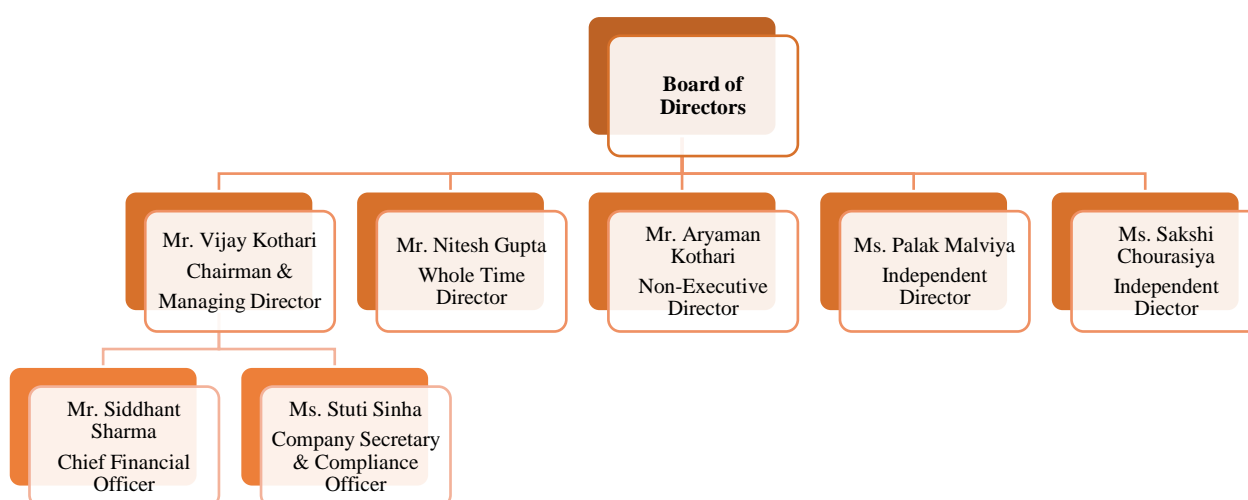 Board of
Directors
Mr. Vijay Kothari
Chairman &
Managing Director
Mr. Nitesh Gupta
Whole Time
Director
Mr. Aryaman
Kothari
Non-Executive
Director
Ms. Palak Malviya
Independent
Director
Ms. Sakshi
Chourasiya
Independent
Diector
Mr. Siddhant
Sharma
Chief Financial
Officer
Ms. Stuti Sinha
Company Secretary
& Compliance
Officer